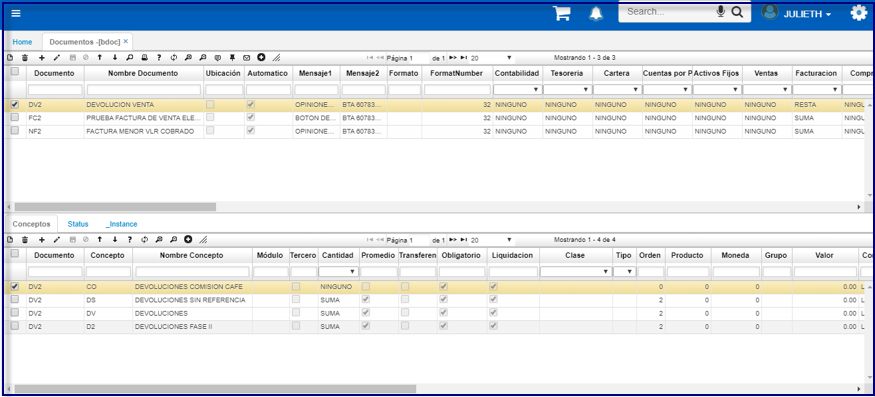 Search...
JULIETH
Home Documentos -[bdoc] ×
Página 1 de 1 20 Mostrando 1 - 3 de 3
Documento Nombre Documento Ubicación Automatico Mensaje1 Mensaje2 Formato FormatNumber Contabilidad Tesoreria Cartera Cuentas por P Activos Fijos Ventas Facturacion Compr
DV2 DEVOLUCION VENTA OPINIONE... BTA 60783... 32 NINGUNO NINGUNO NINGUNO NINGUNO NINGUNO NINGUNO RESTA NINGU
FC2 PRUEBA FACTURA DE VENTA ELE... BOTON DE... BTA 60783... 32 NINGUNO NINGUNO NINGUNO NINGUNO NINGUNO NINGUNO SUMA NINGU
NF2 FACTURA MENOR VLR COBRADO OPINIONE... BTA 60783... 32 NINGUNO NINGUNO NINGUNO NINGUNO NINGUNO NINGUNO SUMA NINGU
Conceptos Status _Instance
Página 1 de 1 20 Mostrando 1 - 4 de 4
Documento Concepto Nombre Concepto Módulo Tercero Cantidad Promedio Transferen Obligatorio Liquidacion Clase Tipo Orden Producto Moneda Grupo Valor Co
DV2 CO DEVOLUCIONES COMISION CAFE NINGUNO 0 0 0 0.00 L
DV2 DS DEVOLUCIONES SIN REFERENCIA SUMA 2 0 0 0.00 L
DV2 DV DEVOLUCIONES SUMA 2 0 0 0.00 L
DV2 D2 DEVOLUCIONES FASE II SUMA 2 0 0 0.00 L